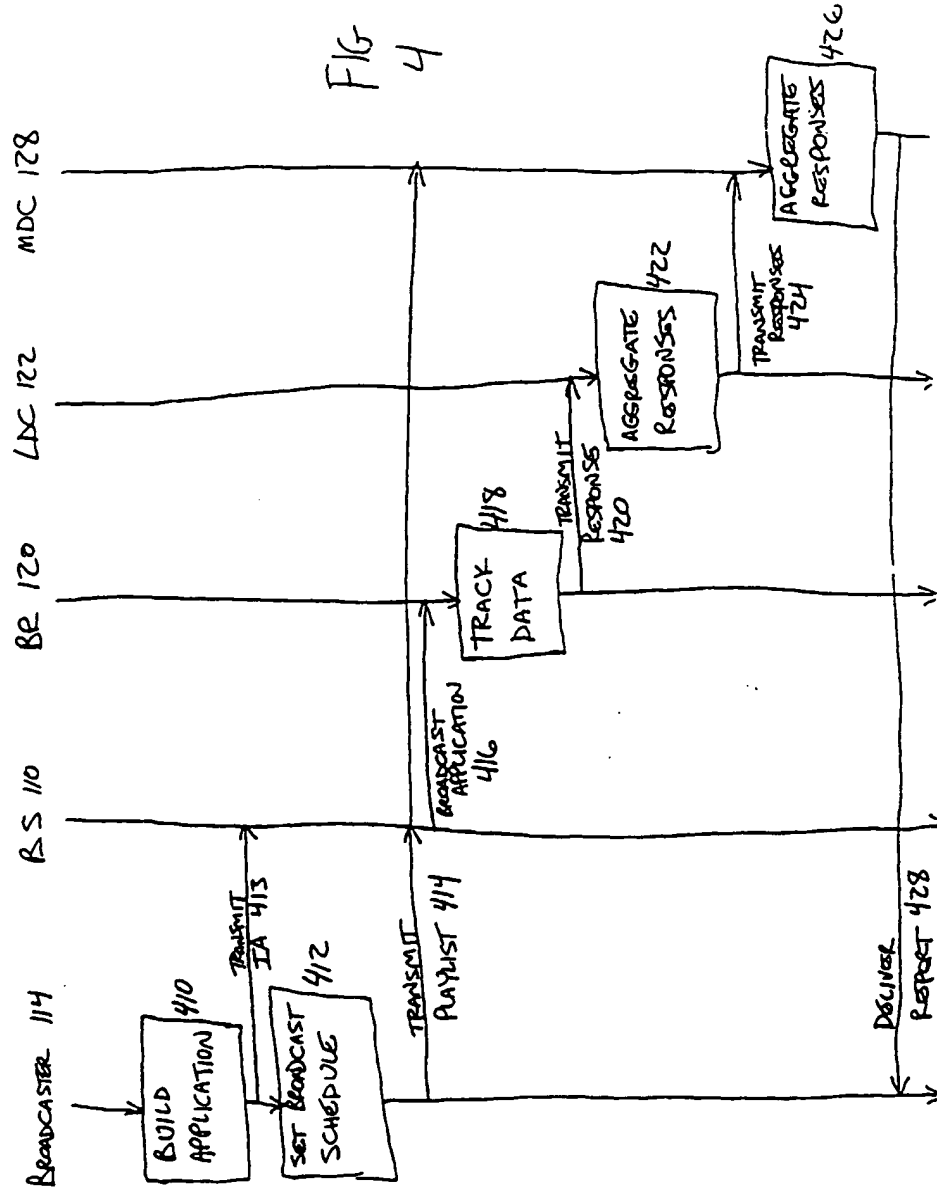 BROADCASTER 114
BS 110
BR 120
LDC 122
MDC 128
BUILD
APPLICATION
410
TRANSMIT
IA 413
SET BROADCAST
SCHEDULE
412
TRANSMIT
PLAYLIST 414
BROADCAST
APPLICATION
416
TRACK
DATA
418
TRANSMIT
RESPONSE
420
AGGREGATE
RESPONSES
422
TRANSMIT
RESPONSES
424
AGGREGATE
RESPONSES
426
DELIVER
REPORT 428
FIG
4